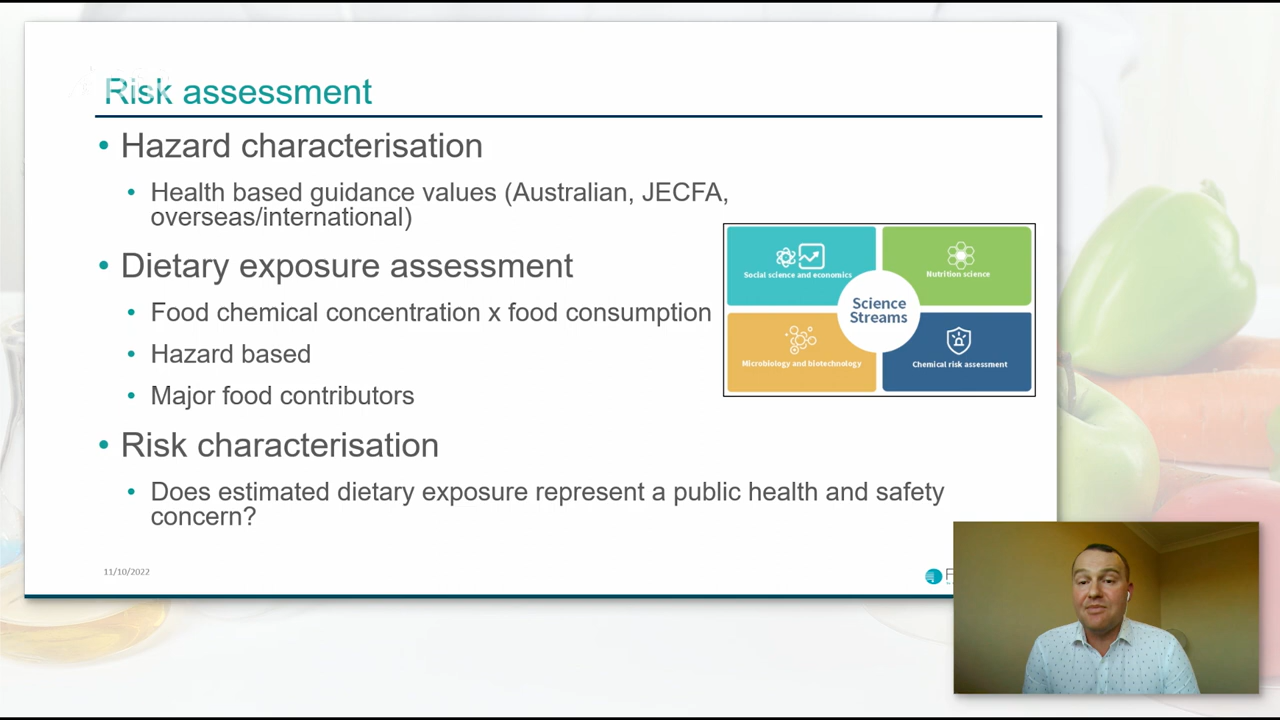 Risk assessment
• Hazard characterisation
• Health based guidance values (Australian, JECFA,
overseas/international)
• Dietary exposure assessment
• Food chemical concentration x food consumption
• Hazard based
• Major food contributors
• Risk characterisation
• Does estimated dietary exposure represent a public health and safety
concern?
Social science and economics
Nutrition science
Science
Streams
Microbiology and biotechnology
Chemical risk assessment
11/10/2022